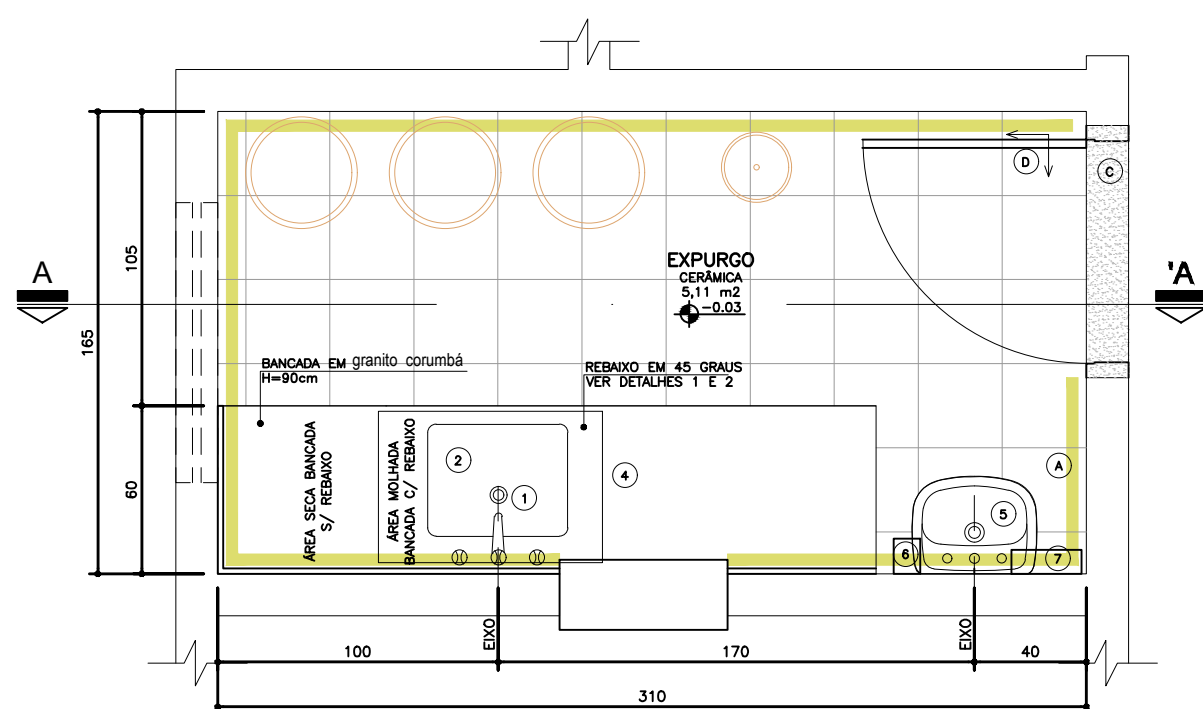 D
C
A
'A
EXPURGO
CERÂMICA
5,11 m2
-0.03
105
165
60
BANCADA EM granito corumbá
H=90cm
REBAIXO EM 45 GRAUS
VER DETALHES 1 E 2
ÁREA SECA BANCADA
S/ REBAIXO
ÁREA MOLHADA
BANCADA C/ REBAIXO
2
1
4
A
5
6
7
EIXO
EIXO
100
170
40
310